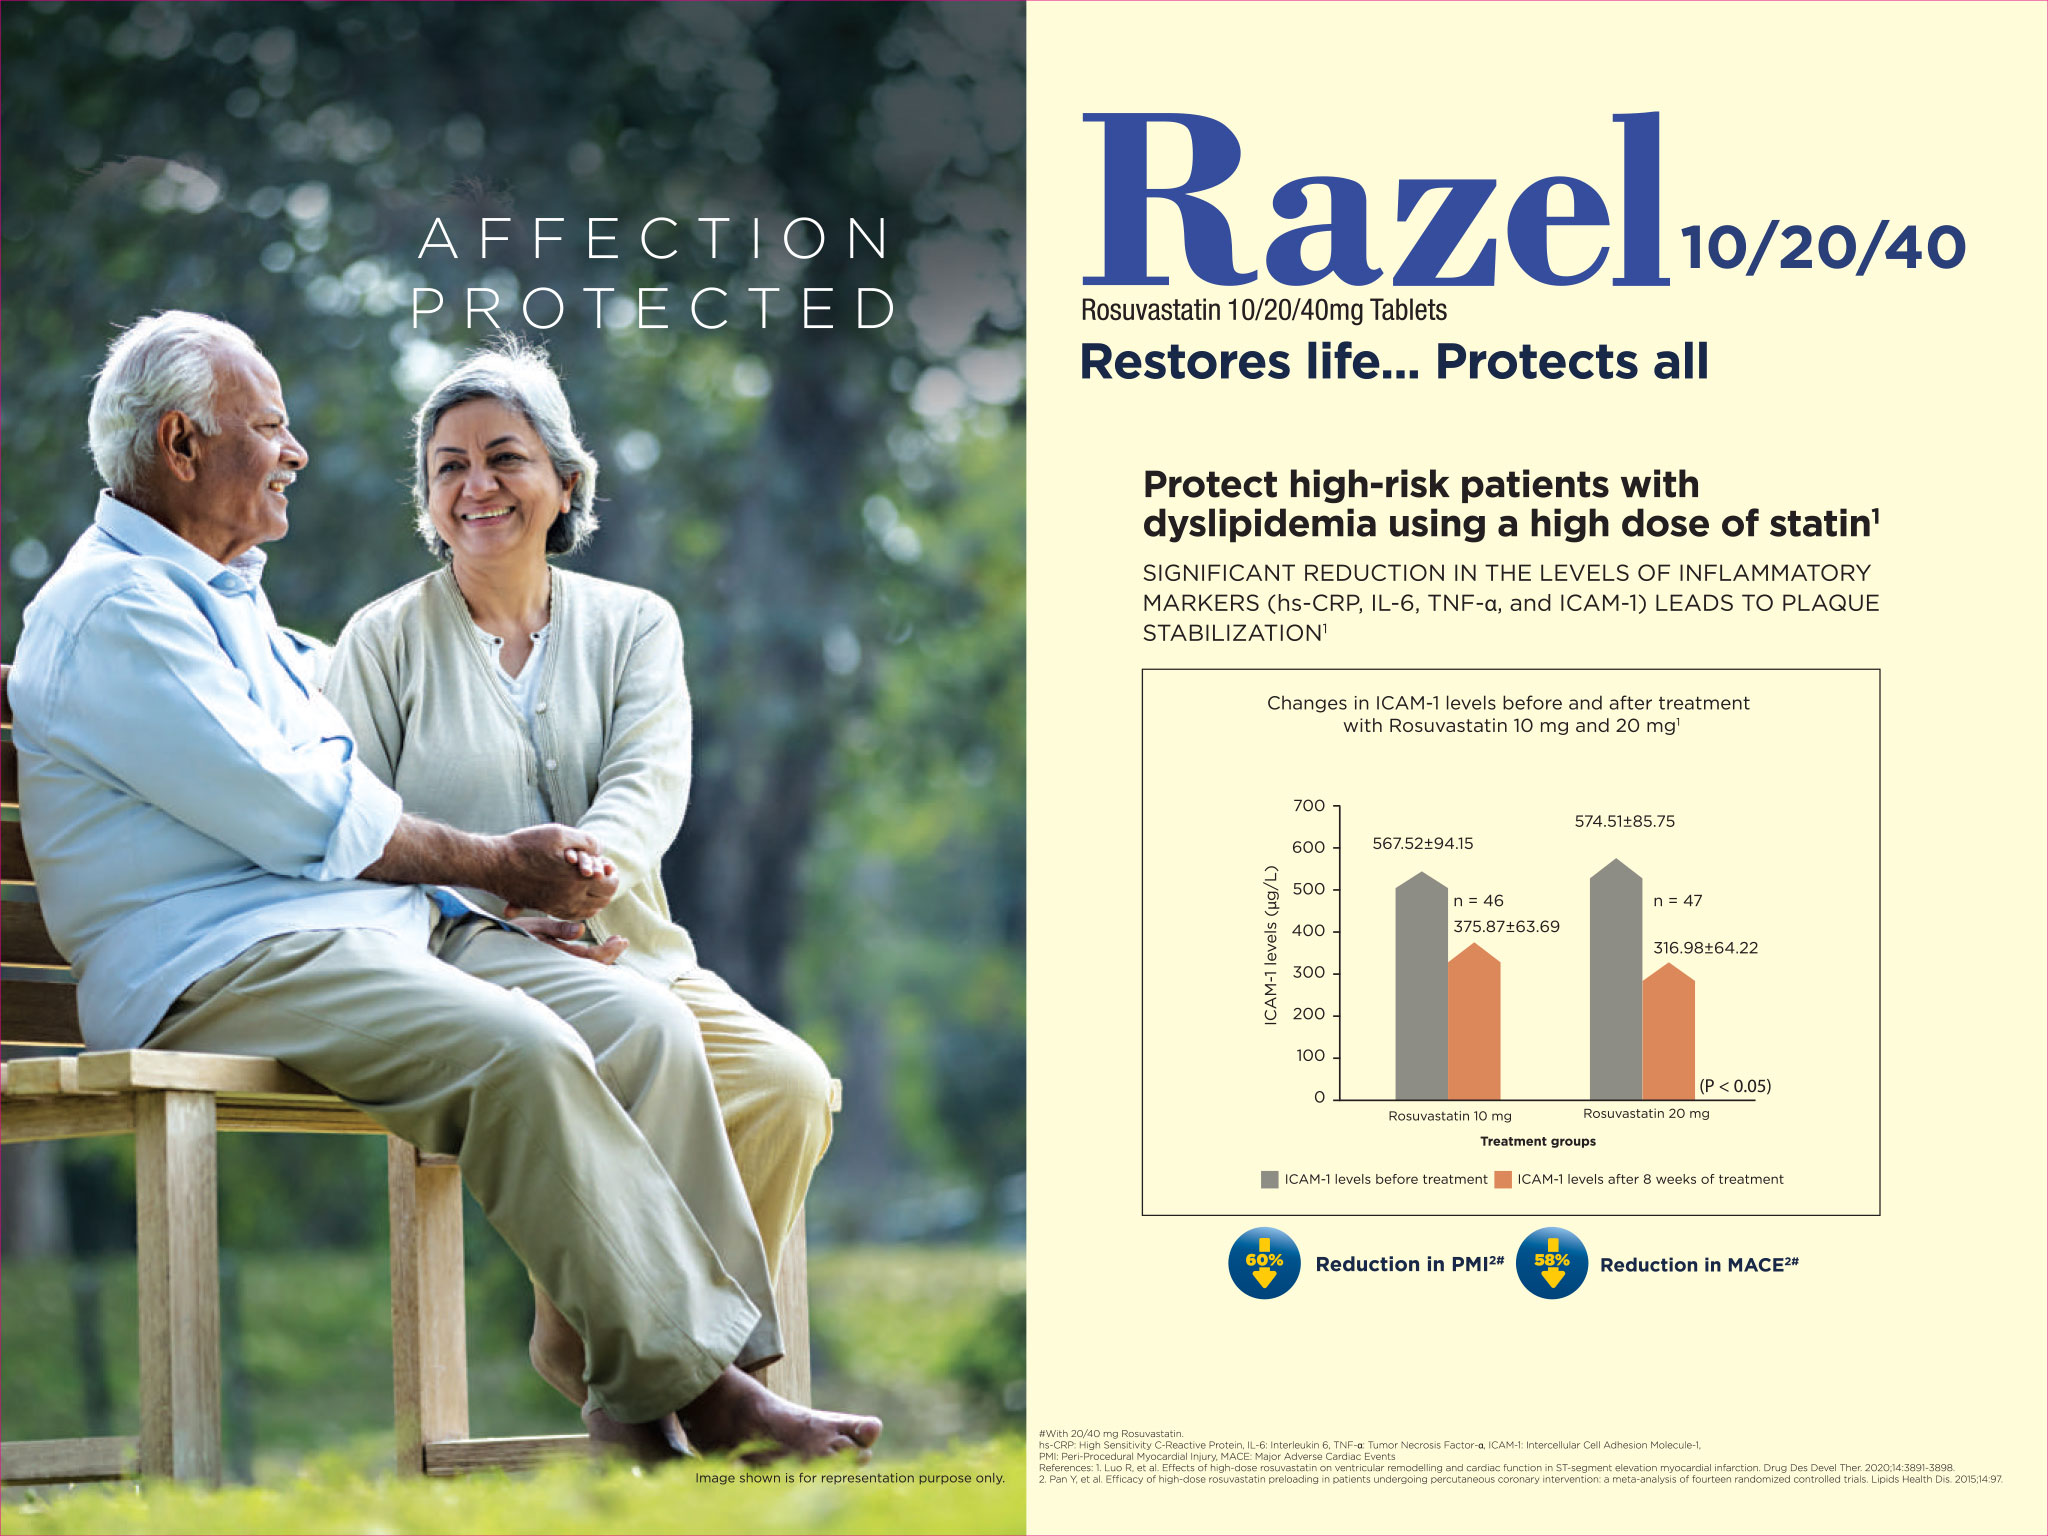 AFFECTION
PROTECTED
Image shown is for representation purpose only.
Razel 10/20/40
Rosuvastatin 10/20/40mg Tablets
Restores life... Protects all
Protect high-risk patients with
dyslipidemia using a high dose of statin¹
SIGNIFICANT REDUCTION IN THE LEVELS OF INFLAMMATORY
MARKERS (hs-CRP, IL-6, TNF-α, and ICAM-1) LEADS TO PLAQUE
STABILIZATION¹
Changes in ICAM-1 levels before and after treatment
with Rosuvastatin 10 mg and 20 mg¹
ICAM-1 levels (µg/L)
700
600
500
400
300
200
100
0
567.52±94.15
n = 46
375.87±63.69
574.51±85.75
n = 47
316.98±64.22
(P < 0.05)
Rosuvastatin 10 mg
Rosuvastatin 20 mg
Treatment groups
ICAM-1 levels before treatment
ICAM-1 levels after 8 weeks of treatment
60%
Reduction in PMI²#
58%
Reduction in MACE²#
#With 20/40 mg Rosuvastatin.
hs-CRP: High Sensitivity C-Reactive Protein, IL-6: Interleukin 6, TNF-α: Tumor Necrosis Factor-α, ICAM-1: Intercellular Cell Adhesion Molecule-1,
PMI: Peri-Procedural Myocardial Injury, MACE: Major Adverse Cardiac Events
References: 1. Luo R, et al. Effects of high-dose rosuvastatin on ventricular remodelling and cardiac function in ST-segment elevation myocardial infarction. Drug Des Devel Ther. 2020;14:3891-3898.
2. Pan Y, et al. Efficacy of high-dose rosuvastatin preloading in patients undergoing percutaneous coronary intervention: a meta-analysis of fourteen randomized controlled trials. Lipids Health Dis. 2015;14:97.